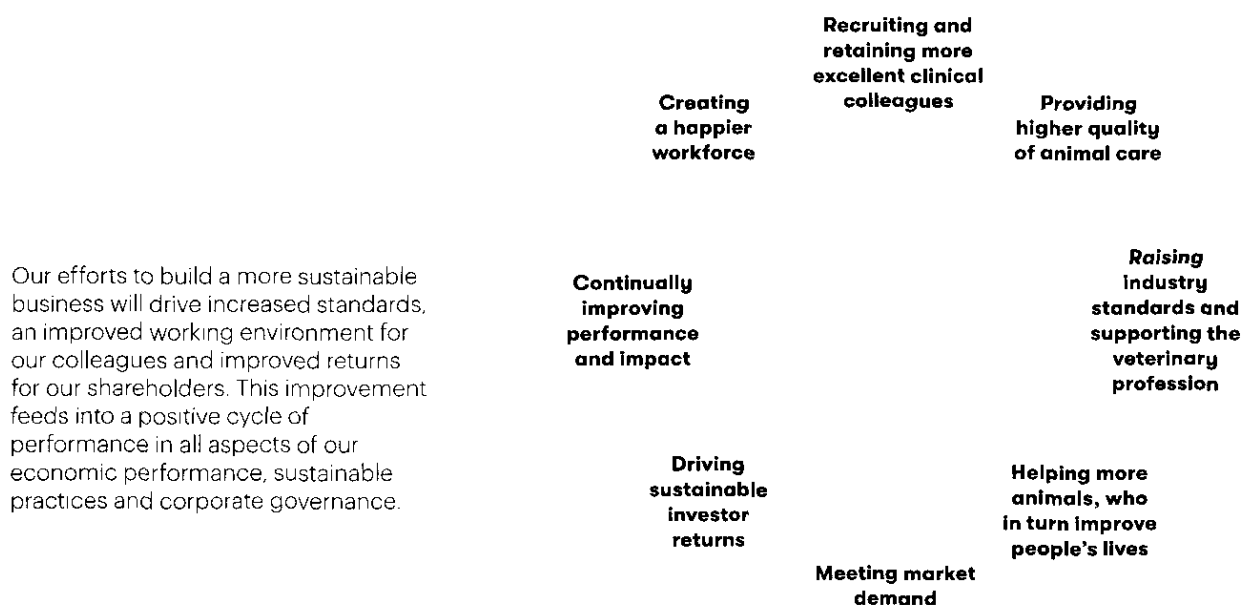 Recruiting and
retaining more
excellent clinical
colleagues
Providing
higher quality
of animal care
Raising
industry
standards and
supporting the
veterinary
profession
Helping more
animals, who
in turn improve
people's lives
Meeting market
demand
Driving
sustainable
investor
returns
Continually
improving
performance
and impact
Creating
a happier
workforce
Our efforts to build a more sustainable
business will drive increased standards,
an improved working environment for
our colleagues and improved returns
for our shareholders. This improvement
feeds into a positive cycle of
performance in all aspects of our
economic performance, sustainable
practices and corporate governance.